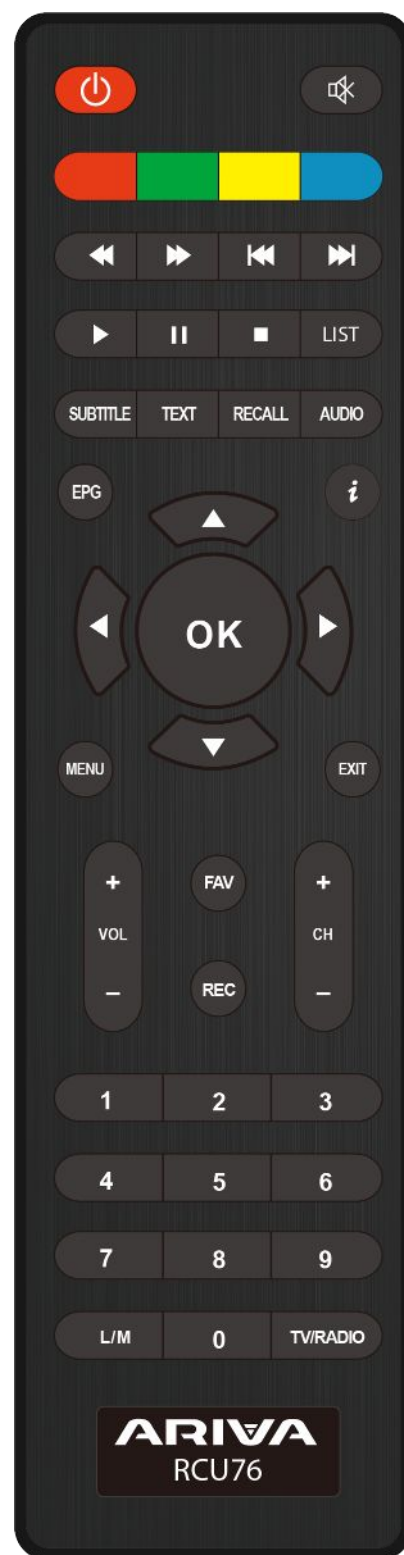 LIST
SUBTITLE TEXT RECALL AUDIO
EPG i
OK
MENU EXIT
+ FAV +
VOL CH
- REC -
1 2 3
4 5 6
7 8 9
L/M 0 TV/RADIO
ARIVA
RCU76